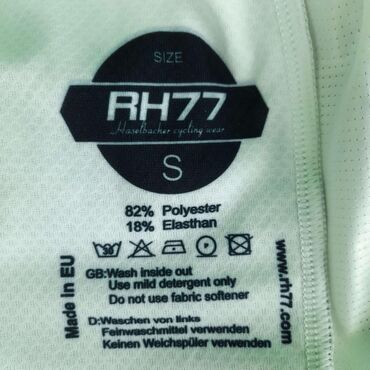 SIZE
RH77
Haselbacher cycling wear
S
82% Polyester
18% Elasthan
30
GB:Wash inside out
Use mild detergent only
Do not use fabric softener
D:Waschen von links
Feinwaschmittel verwenden
Keinen Weichspüler verwenden
Made in EU
www.rh77.com